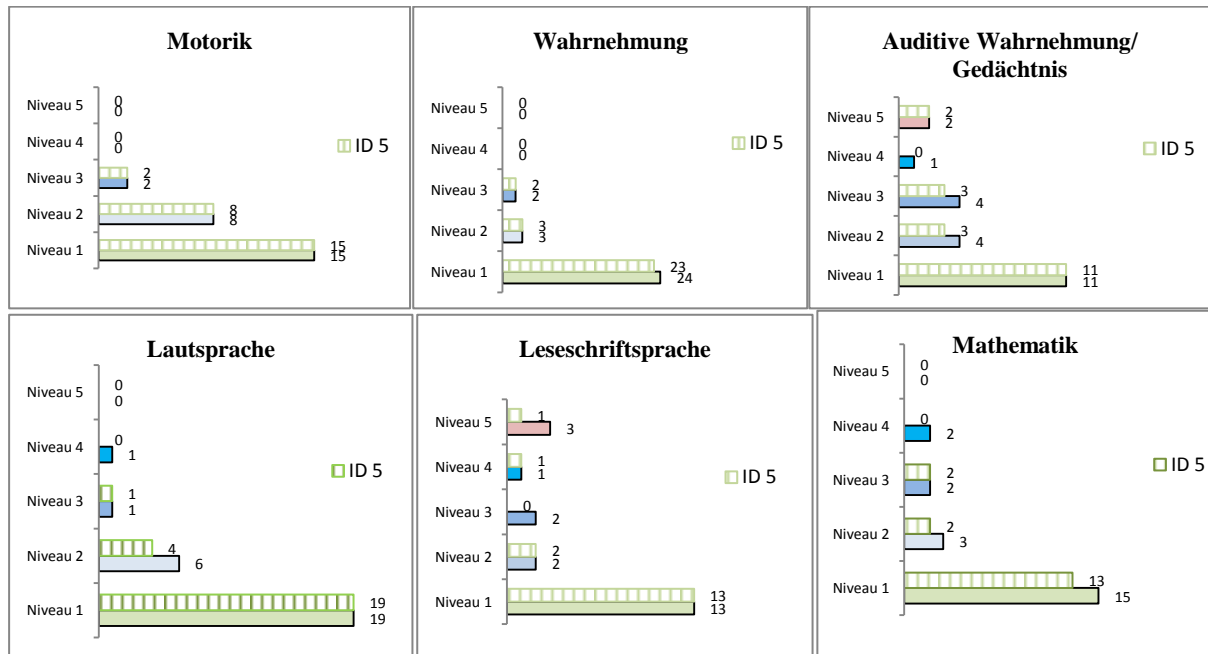 Motorik
Niveau 5 0
0
Niveau 4 0
0
ID 5
Niveau 3 2
2
Niveau 2 8
8
Niveau 1 15
15
Wahrnehmung
Niveau 5 0
0
Niveau 4 0
0
ID 5
Niveau 3 2
2
Niveau 2 3
3
Niveau 1 23
24
Auditive Wahrnehmung/
Gedächtnis
Niveau 5 2
2
Niveau 4 0
1
ID 5
Niveau 3 3
4
Niveau 2 3
4
Niveau 1 11
11
Lautsprache
Niveau 5 0
0
Niveau 4 0
1
ID 5
Niveau 3 1
1
Niveau 2 4
6
Niveau 1 19
19
Leseschriftsprache
Niveau 5 1
3
Niveau 4 1
1
ID 5
Niveau 3 0
2
Niveau 2 2
2
Niveau 1 13
13
Mathematik
Niveau 5 0
0
Niveau 4 0
2
ID 5
Niveau 3 2
2
Niveau 2 2
3
Niveau 1 13
15